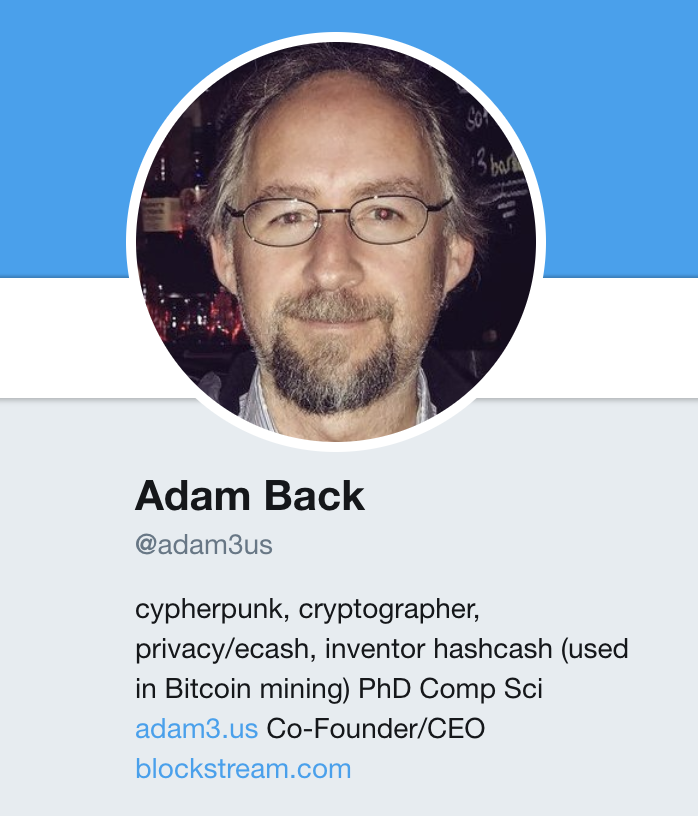 Adam Back
@adam3us
cypherpunk, cryptographer,
privacy/ecash, inventor hashcash (used
in Bitcoin mining) PhD Comp Sci
adam3.us Co-Founder/CEO
blockstream.com